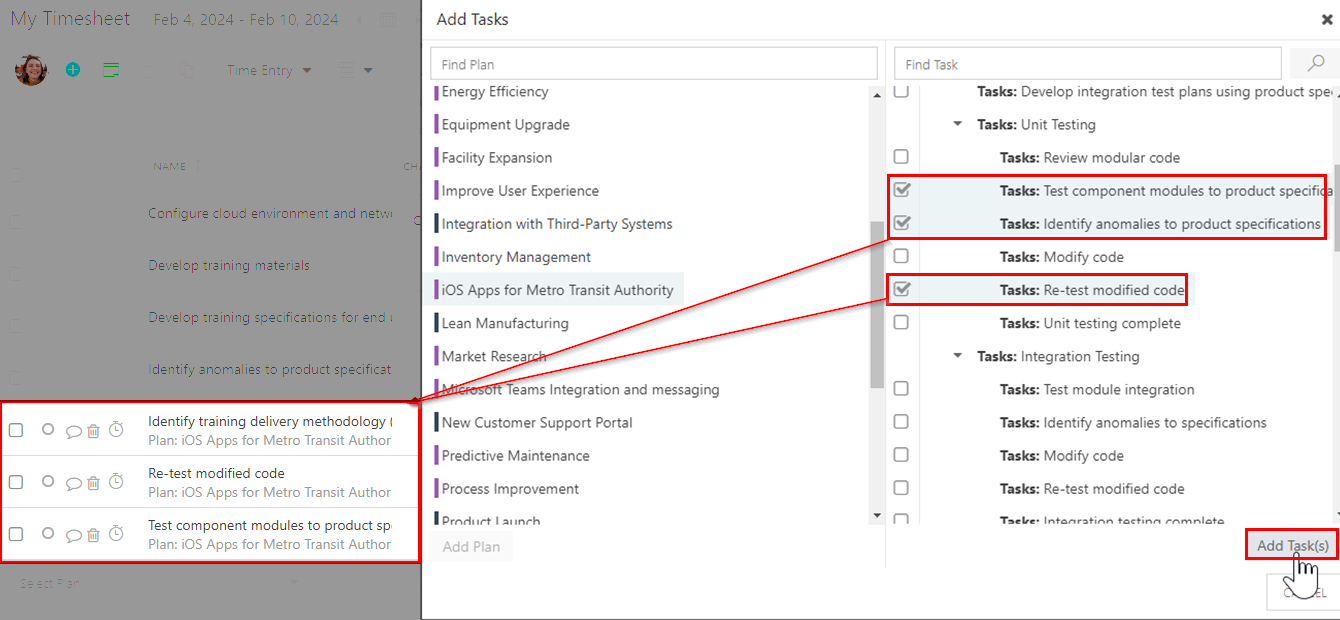 My Timesheet
Feb 4, 2024 - Feb 10, 2024
Time Entry
NAME
Configure cloud environment and netw
Develop training materials
Develop training specifications for end u
Identify anomalies to product specificat
Identify training delivery methodology (
Plan: iOS Apps for Metro Transit Author
Re-test modified code
Plan: iOS Apps for Metro Transit Author
Test component modules to product spe
Plan: iOS Apps for Metro Transit Author
Select Plan
Add Tasks
Find Plan
Energy Efficiency
Equipment Upgrade
Facility Expansion
Improve User Experience
Integration with Third-Party Systems
Inventory Management
iOS Apps for Metro Transit Authority
Lean Manufacturing
Market Research
Microsoft Teams Integration and messaging
New Customer Support Portal
Predictive Maintenance
Process Improvement
Product Launch
Add Plan
Find Task
Tasks: Develop integration test plans using product spe
Tasks: Unit Testing
Tasks: Review modular code
Tasks: Test component modules to product specifica
Tasks: Identify anomalies to product specifications
Tasks: Modify code
Tasks: Re-test modified code
Tasks: Unit testing complete
Tasks: Integration Testing
Tasks: Test module integration
Tasks: Identify anomalies to specifications
Tasks: Modify code
Tasks: Re-test modified code
Tasks: Integration testing complete
Add Task(s)